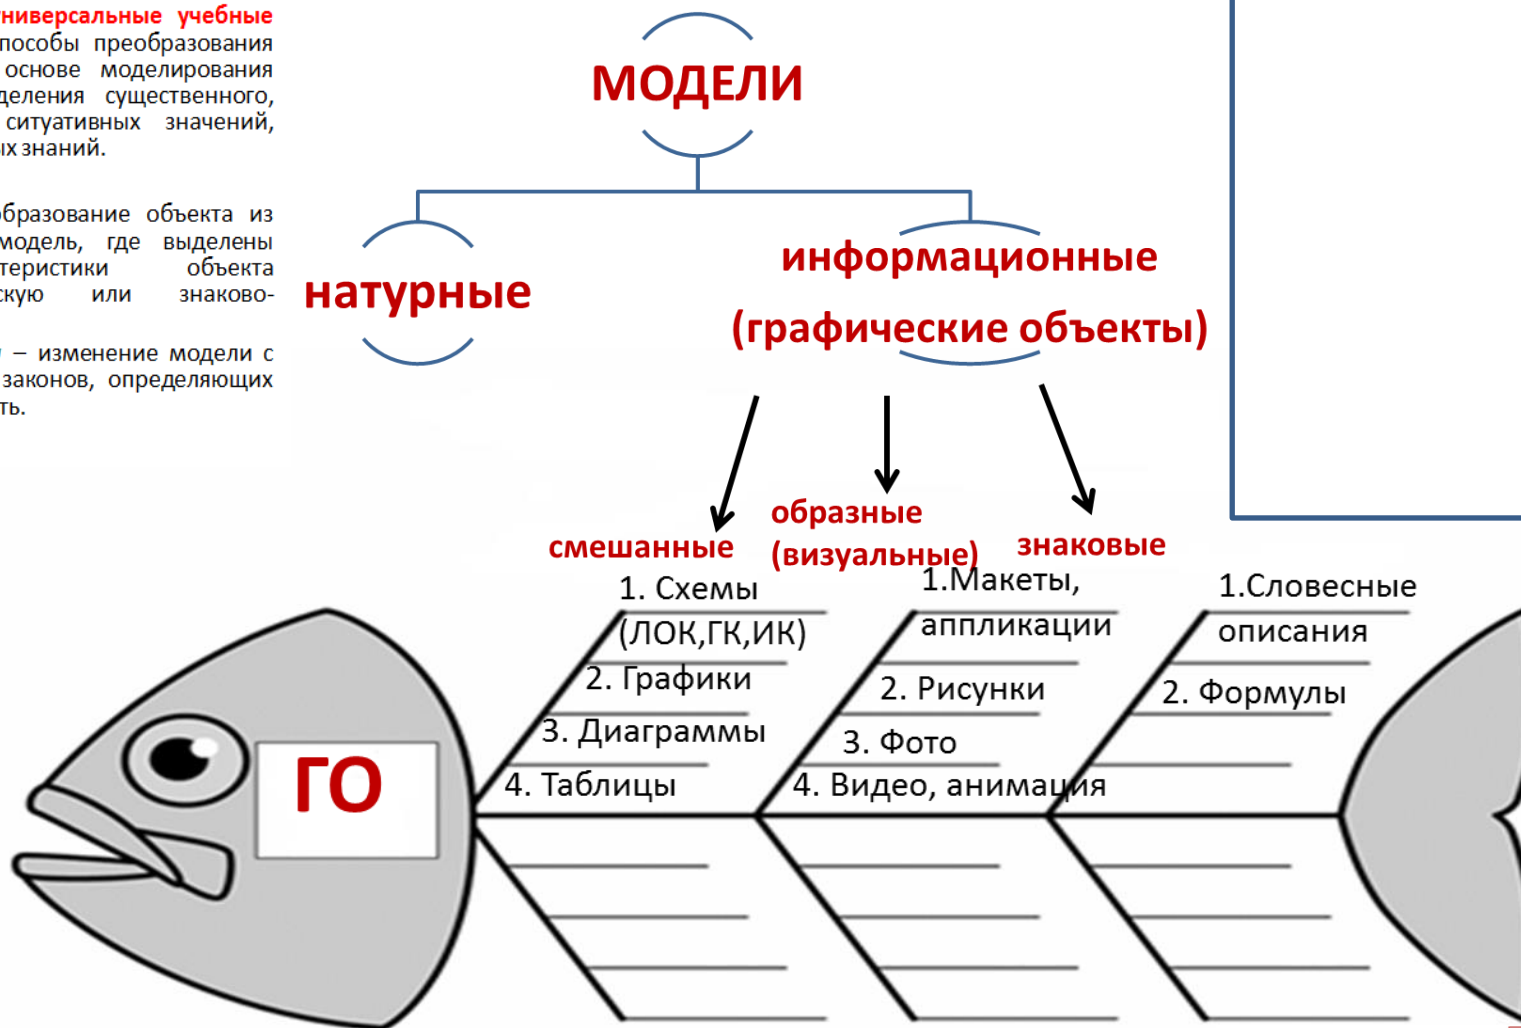 универсальные учебные
пособы преобразования
основе моделирования
деления существенного,
ситуативных значений,
ых знаний.
образование объекта из
модель, где выделены
теристики объекта
скую или знаково-
– изменение модели с
законов, определяющих
ть.
МОДЕЛИ
натурные
информационные
(графические объекты)
смешанные
образные
(визуальные)
знаковые
1. Схемы
(ЛОК,ГК,ИК)
2. Графики
3. Диаграммы
4. Таблицы
1.Макеты,
аппликации
2. Рисунки
3. Фото
4. Видео, анимация
1.Словесные
описания
2. Формулы
ГО